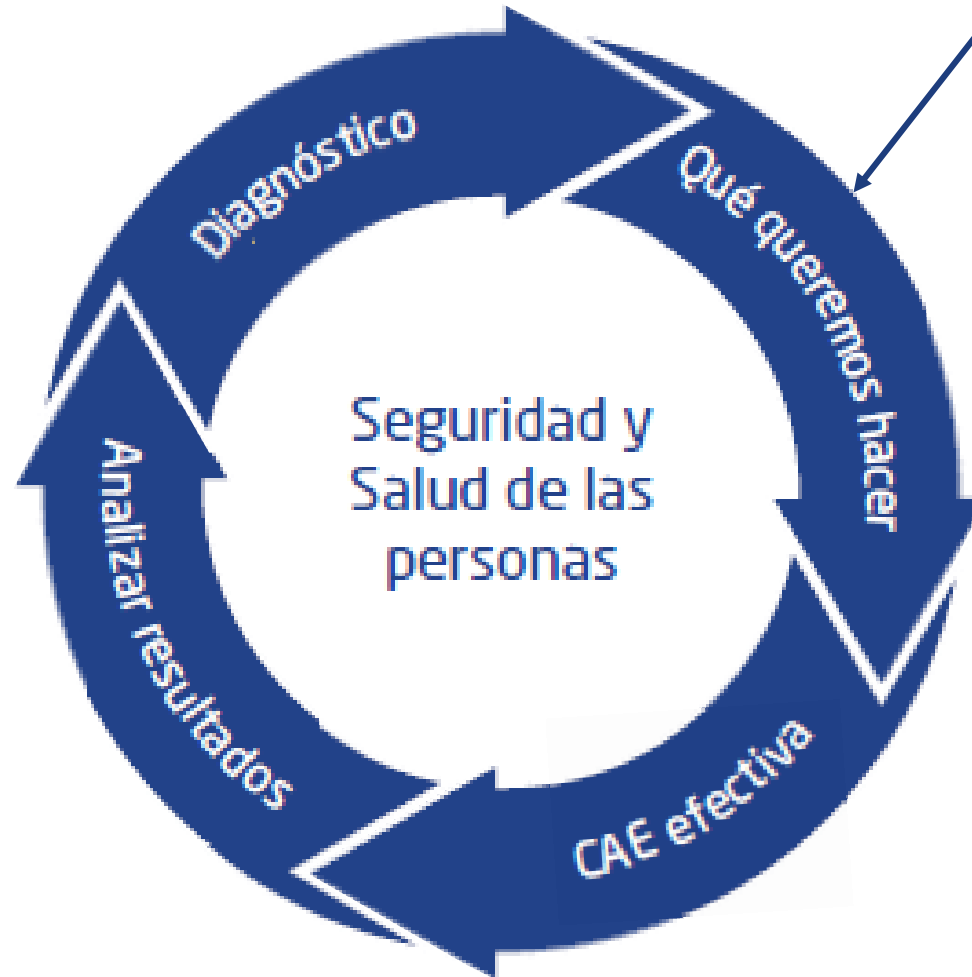 Diagnóstico
Qué queremos hacer
CAE efectiva
Analizar resultados
Seguridad y
Salud de las
personas